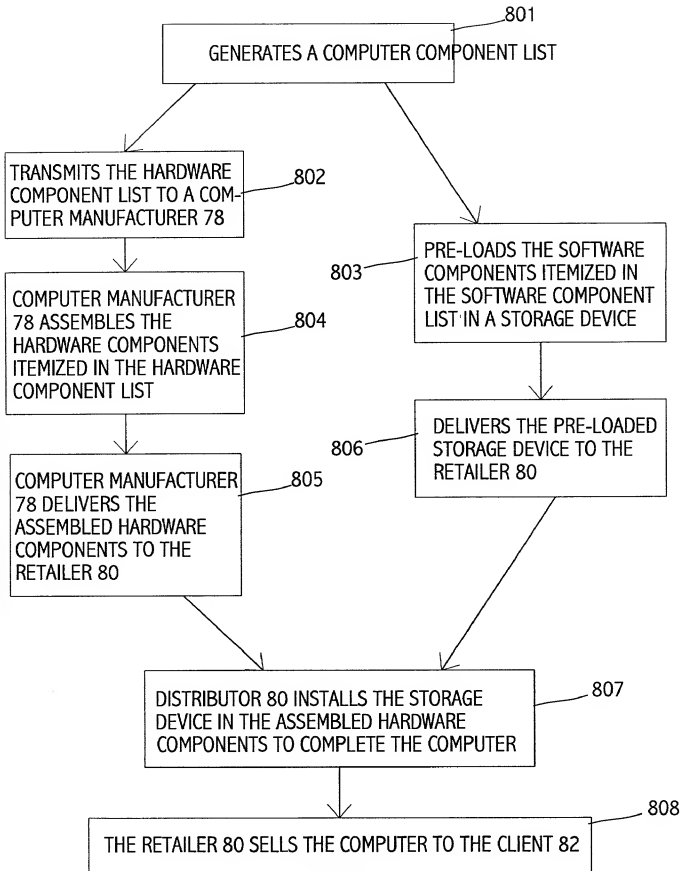 801
GENERATES A COMPUTER COMPONENT LIST
TRANSMITS THE HARDWARE
COMPONENT LIST TO A COM-
PUTER MANUFACTURER 78
802
803
PRE-LOADS THE SOFTWARE
COMPONENTS ITEMIZED IN
THE SOFTWARE COMPONENT
LIST IN A STORAGE DEVICE
COMPUTER MANUFACTURER
78 ASSEMBLES THE
HARDWARE COMPONENTS
ITEMIZED IN THE HARDWARE
COMPONENT LIST
804
806
DELIVERS THE PRE-LOADED
STORAGE DEVICE TO THE
RETAILER 80
COMPUTER MANUFACTURER
78 DELIVERS THE
ASSEMBLED HARDWARE
COMPONENTS TO THE
RETAILER 80
805
DISTRIBUTOR 80 INSTALLS THE STORAGE
DEVICE IN THE ASSEMBLED HARDWARE
COMPONENTS TO COMPLETE THE COMPUTER
807
THE RETAILER 80 SELLS THE COMPUTER TO THE CLIENT 82
808